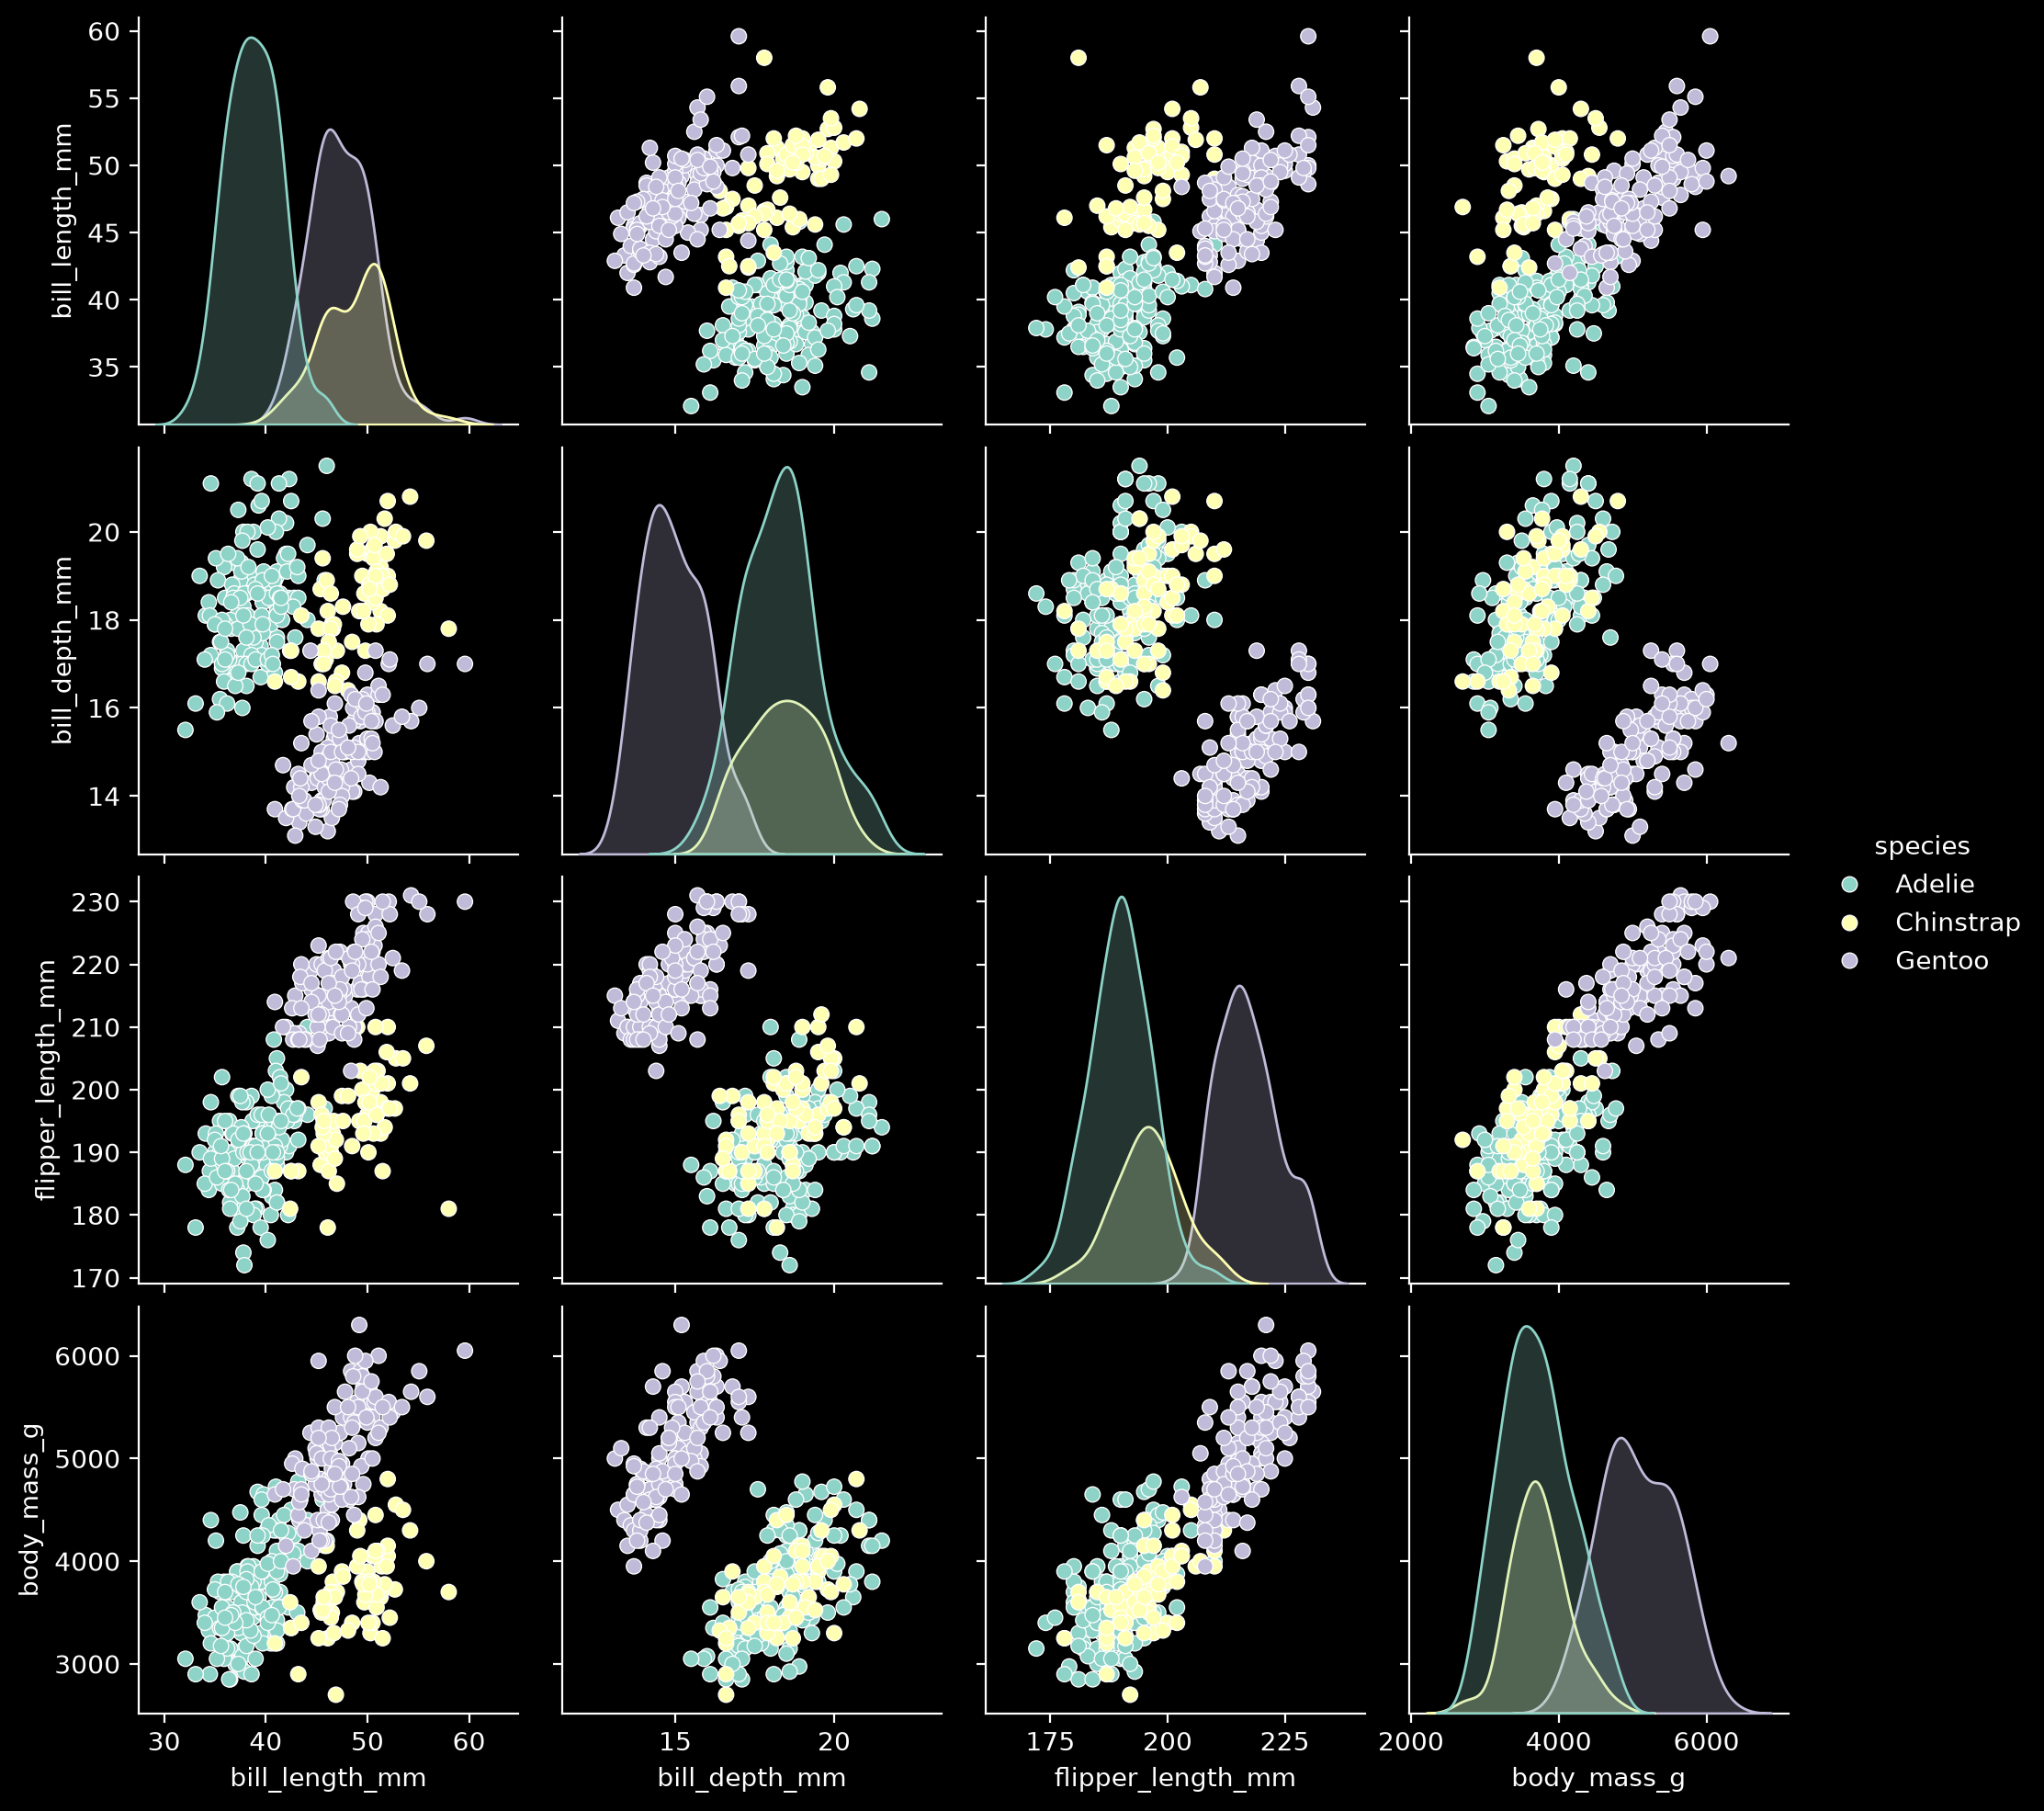 60
55
50
45
40
35
bill_length_mm
20
18
16
14
bill_depth_mm
230
220
210
200
190
180
170
flipper_length_mm
6000
5000
4000
3000
body_mass_g
30 40 50 60
15 20
175 200 225
2000 4000 6000
bill_length_mm
bill_depth_mm
flipper_length_mm
body_mass_g
species
Adelie
Chinstrap
Gentoo